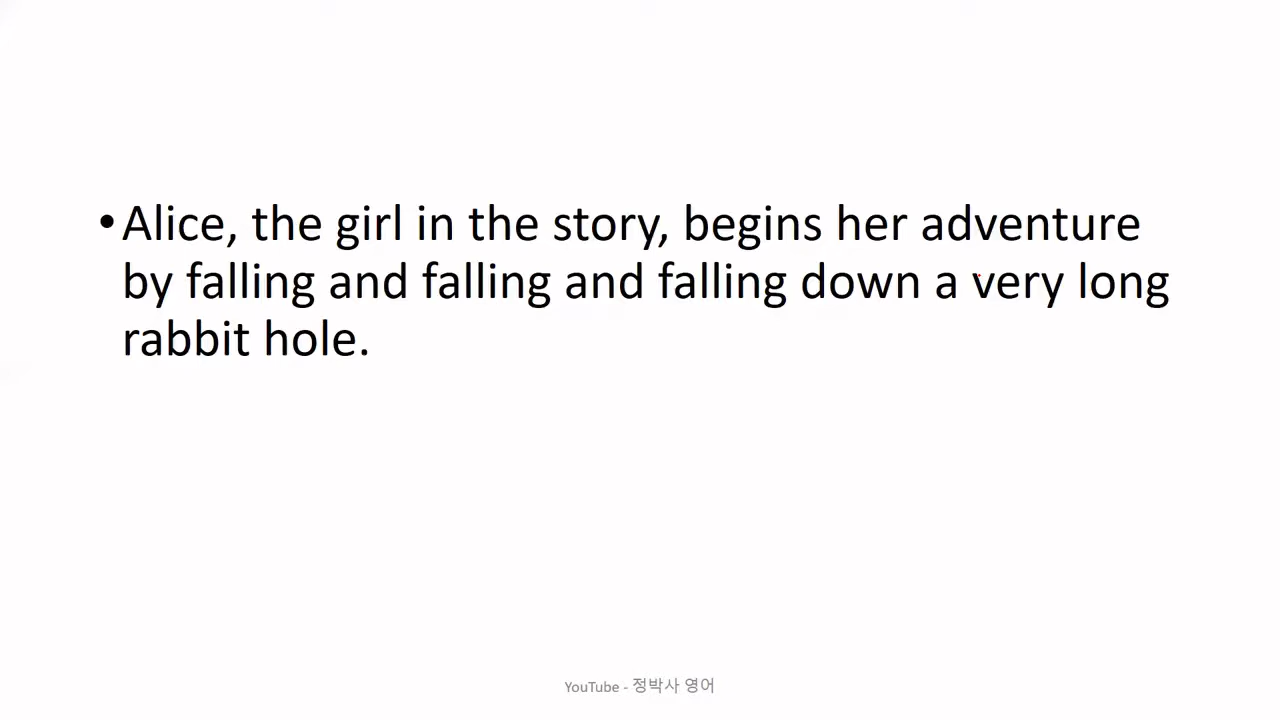 •Alice, the girl in the story, begins her adventure
by falling and falling and falling down a very long
rabbit hole.
YouTube - 정박사 영어